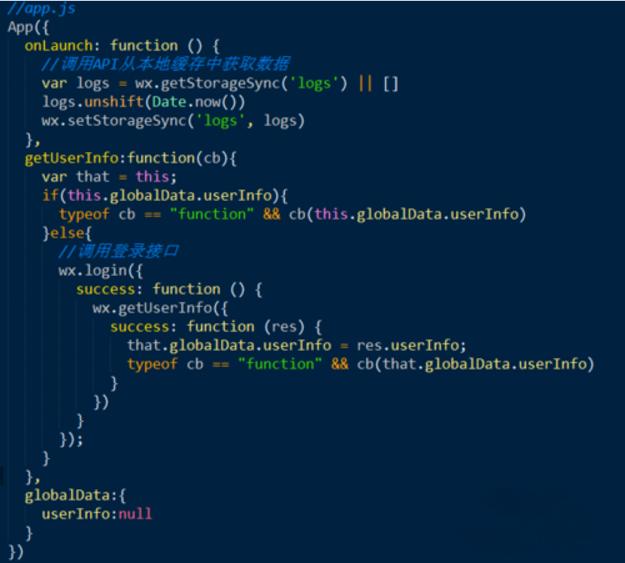 //app.js
App({
  onLaunch: function () {
    //调用API从本地缓存中获取数据
    var logs = wx.getStorageSync('logs') || []
    logs.unshift(Date.now())
    wx.setStorageSync('logs', logs)
  },
  getUserInfo:function(cb){
    var that = this;
    if(this.globalData.userInfo){
      typeof cb == "function" && cb(this.globalData.userInfo)
    }else{
      //调用登录接口
      wx.login({
        success: function () {
          wx.getUserInfo({
            success: function (res) {
              that.globalData.userInfo = res.userInfo;
              typeof cb == "function" && cb(that.globalData.userInfo)
            }
          })
        }
      });
    }
  },
  globalData:{
    userInfo:null
  }
})